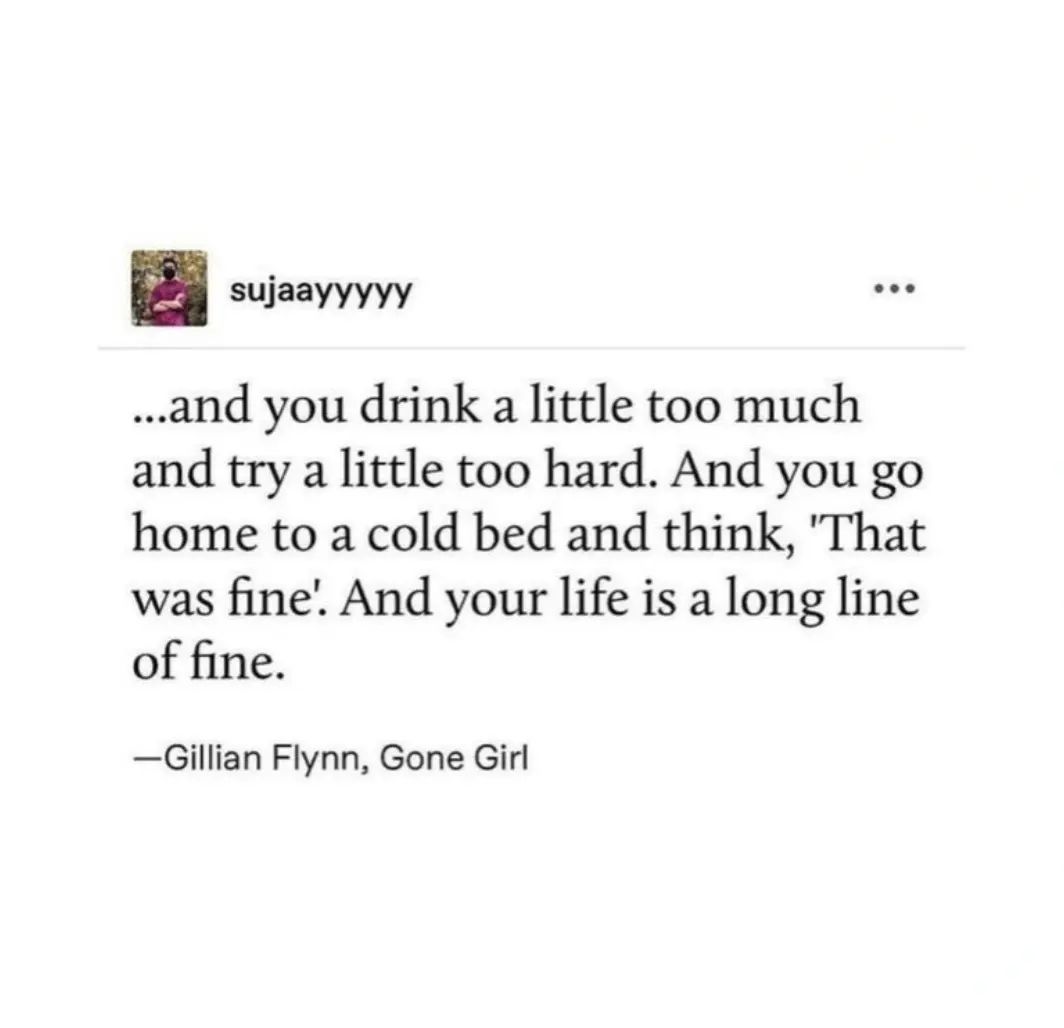 sujaayyyyy
...and you drink a little too much
and try a little too hard. And you go
home to a cold bed and think, 'That
was fine'. And your life is a long line
of fine.
—Gillian Flynn, Gone Girl